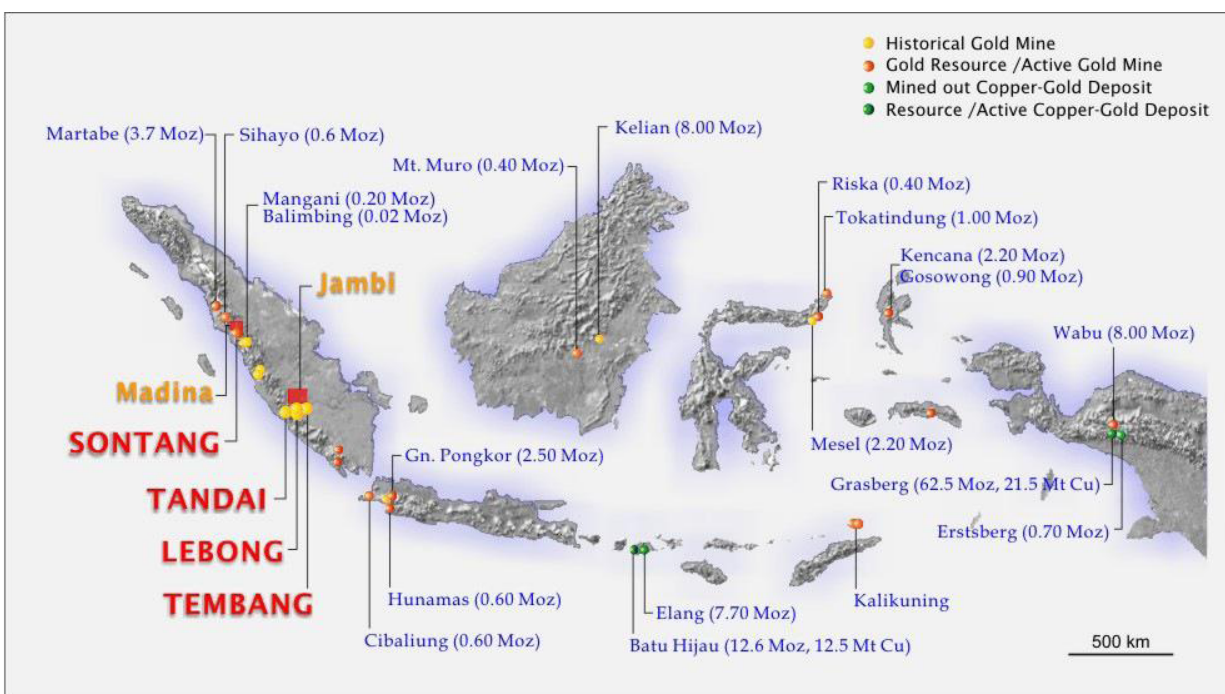 Historical Gold Mine
Gold Resource /Active Gold Mine
Mined out Copper-Gold Deposit
Resource /Active Copper-Gold Deposit
Martabe (3.7 Moz)
Sihayo (0.6 Moz)
Kelian (8.00 Moz)
Mt. Muro (0.40 Moz)
Mangani (0.20 Moz)
Balimbing (0.02 Moz)
Riska (0.40 Moz)
Tokatindung (1.00 Moz)
Kencana (2.20 Moz)
Gosowong (0.90 Moz)
Jambi
Wabu (8.00 Moz)
Madina
SONTANG
Mesel (2.20 Moz)
Gn. Pongkor (2.50 Moz)
Grasberg (62.5 Moz, 21.5 Mt Cu)
TANDAI
Erstsberg (0.70 Moz)
LEBONG
TEMBANG
Hunamas (0.60 Moz)
Kalikuning
Elang (7.70 Moz)
Cibaliung (0.60 Moz)
Batu Hijau (12.6 Moz, 12.5 Mt Cu)
500 km